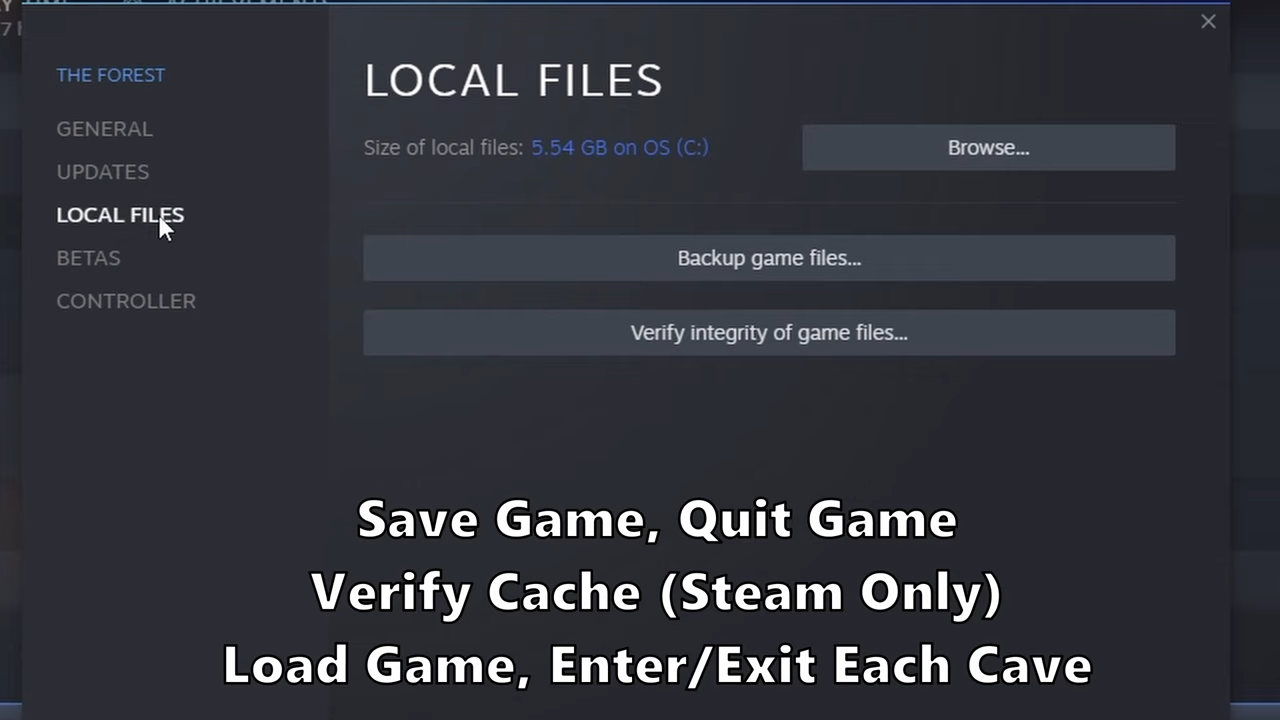 THE FOREST
GENERAL
UPDATES
LOCAL FILES
BETAS
CONTROLLER
LOCAL FILES
Size of local files: 5.54 GB on OS (C:)
Browse...
Backup game files...
Verify integrity of game files...
Save Game, Quit Game
Verify Cache (Steam Only)
Load Game, Enter/Exit Each Cave